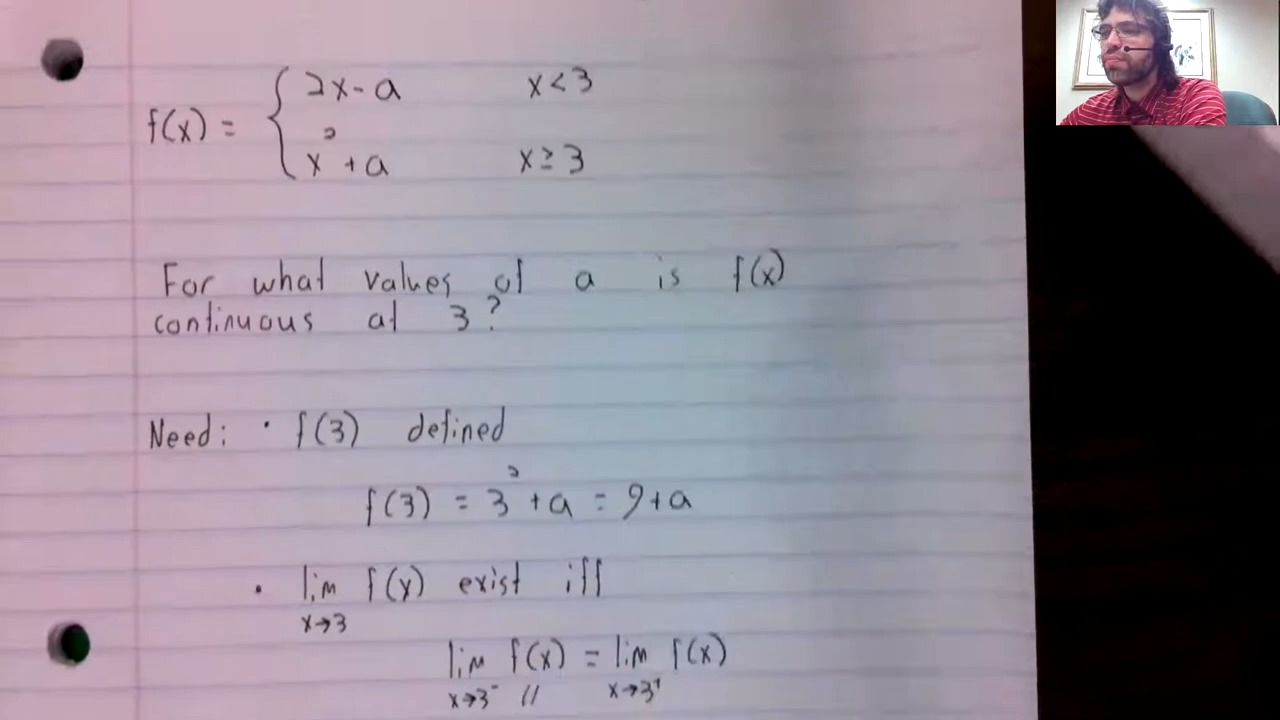 f(x) = { 2x - a x < 3
x² + a x ≥ 3
For what values of a is f(x)
continuous at 3?
Need: · f(3) defined
f(3) = 3² + a = 9 + a
· lim f(x) exist iff
x→3
lim f(x) = lim f(x)
x→3⁻ // x→3⁺